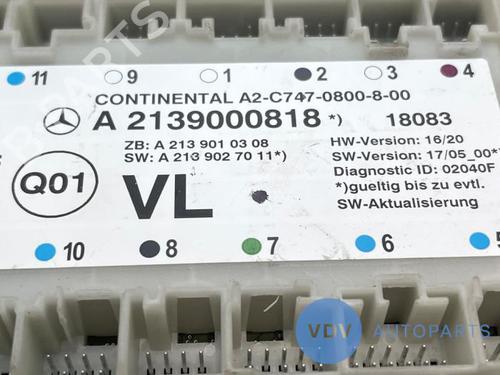 11 9 1 2 3 4
CONTINENTAL A2-C747-0800-8-00
A 2139000818 *) 18083
ZB: A 213 901 03 08 HW-Version: 16/20
SW: A 213 902 70 11*) SW-Version: 17/05_00*
Diagnostic ID: 02040F
Q01 VL *)gueltig bis zu evtl.
SW-Aktualisierung
10 8 7 6 5
VDV AUTOPARTS